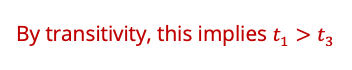 By transitivity, this implies t₁ > t₃